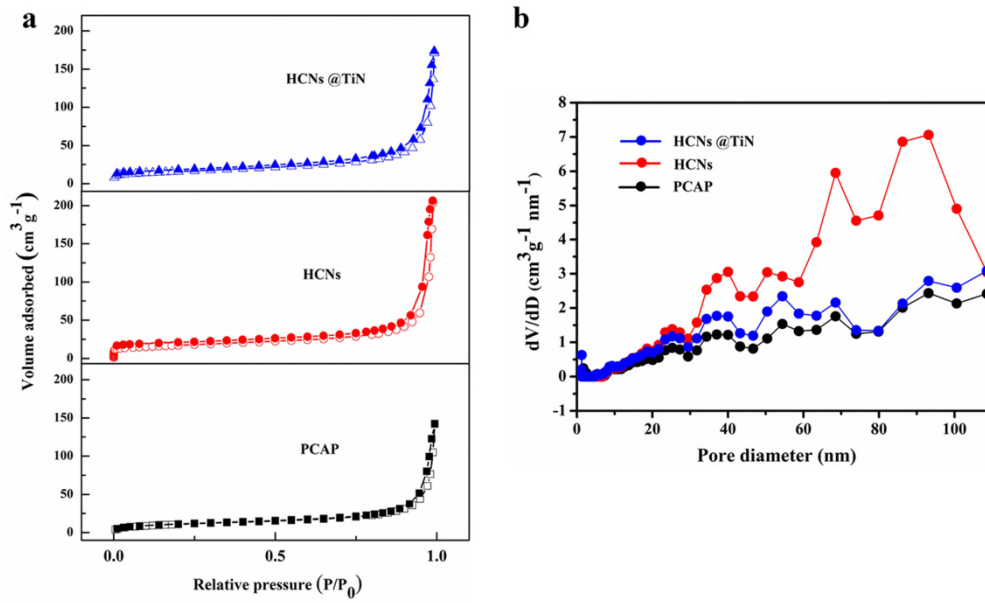 a
Volume adsorbed (cm³g⁻¹)
200
150
100
50
0
HCNs @TiN
200
150
100
50
0
HCNs
200
150
100
50
0
PCAP
0.0
0.5
1.0
Relative pressure (P/P₀)
b
dV/dD (cm³g⁻¹ nm⁻¹)
8
7
6
5
4
3
2
1
0
-1
HCNs @TiN
HCNs
PCAP
0
20
40
60
80
100
Pore diameter (nm)